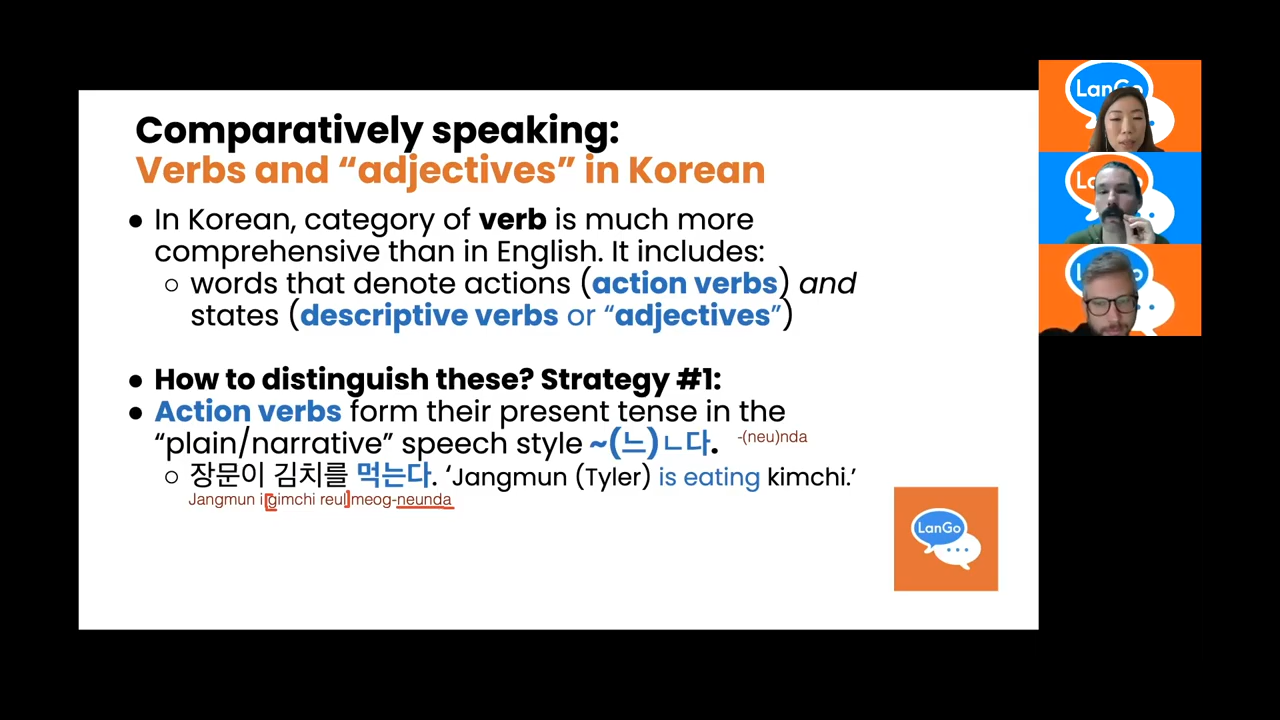 Comparatively speaking:
Verbs and “adjectives” in Korean
● In Korean, category of verb is much more
comprehensive than in English. It includes:
○ words that denote actions (action verbs) and
states (descriptive verbs or “adjectives”)
● How to distinguish these? Strategy #1:
● Action verbs form their present tense in the
“plain/narrative” speech style ~(느)ㄴ다. -(neu)nda
○ 장문이 김치를 먹는다. ‘Jangmun (Tyler) is eating kimchi.’
Jangmun i[gimchi reul]meog-neunda
LanGo
LanGo
LanGo